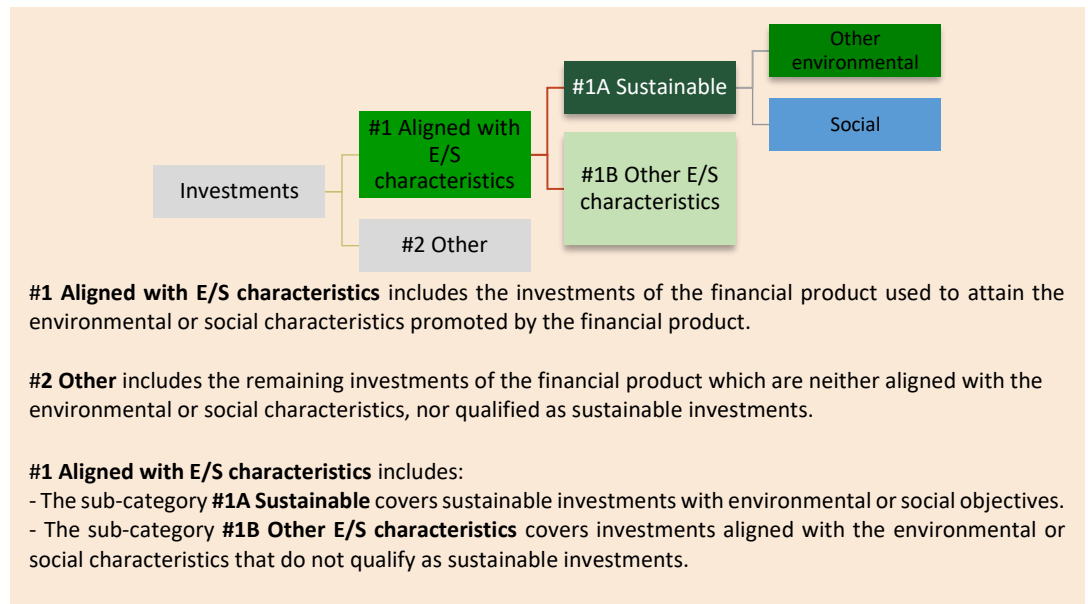 Other
environmental
#1A Sustainable
#1 Aligned with
E/S
characteristics
Social
#1B Other E/S
characteristics
Investments
#2 Other
#1 Aligned with E/S characteristics includes the investments of the financial product used to attain the
environmental or social characteristics promoted by the financial product.
#2 Other includes the remaining investments of the financial product which are neither aligned with the
environmental or social characteristics, nor qualified as sustainable investments.
#1 Aligned with E/S characteristics includes:
- The sub-category #1A Sustainable covers sustainable investments with environmental or social objectives.
- The sub-category #1B Other E/S characteristics covers investments aligned with the environmental or
social characteristics that do not qualify as sustainable investments.